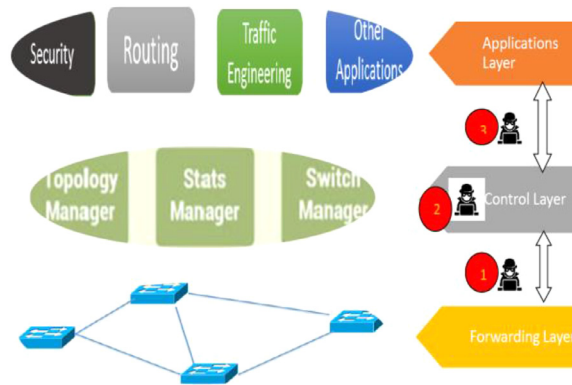 Security
Routing
Traffic
Engineering
Other
Applications
Applications
Layer
3
Topology
Manager
Stats
Manager
Switch
Manager
2
Control Layer
1
Forwarding Layer